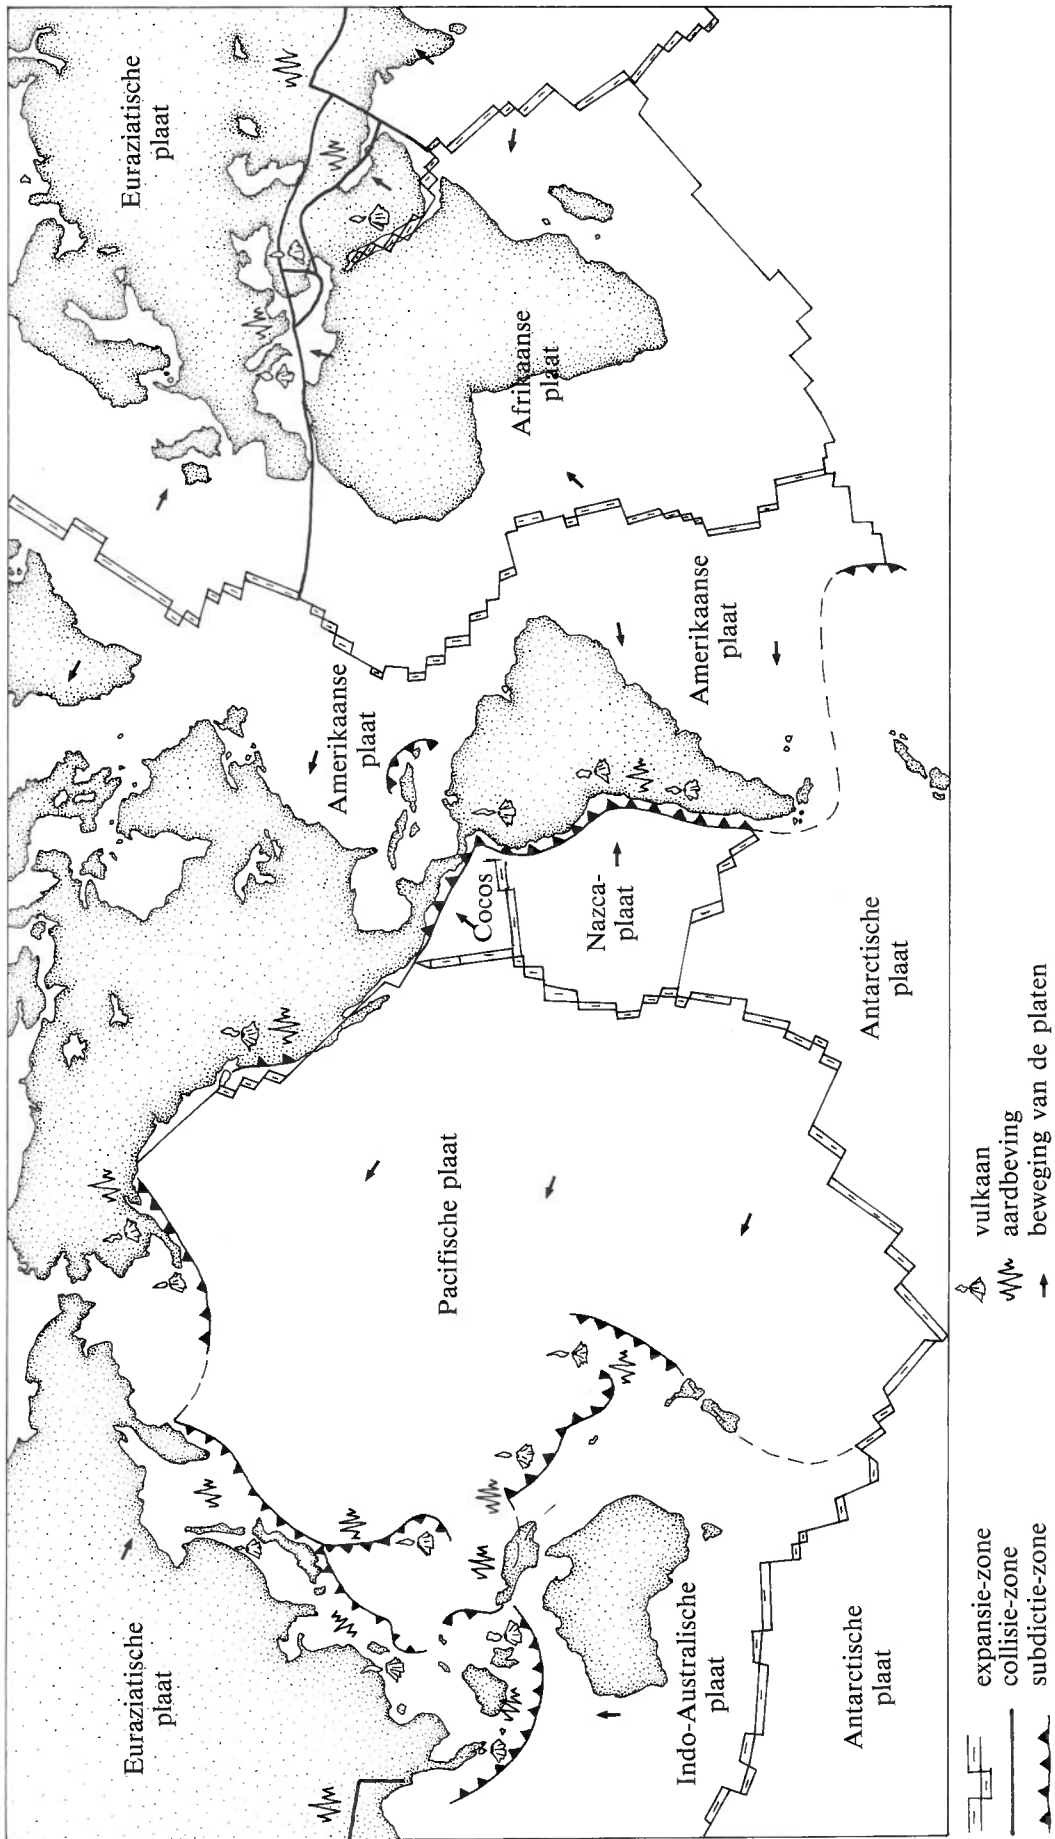 Euraziatische
plaat
Indo-Australische
plaat
Antarctische
plaat
Pacifische plaat
Cocos
Nazca-
plaat
Antarctische
plaat
Amerikaanse
plaat
Amerikaanse
plaat
Afrikaanse
plaat
Euraziatische
plaat
expansie-zone
collisie-zone
subdictie-zone
vulkaan
aardbeving
beweging van de platen